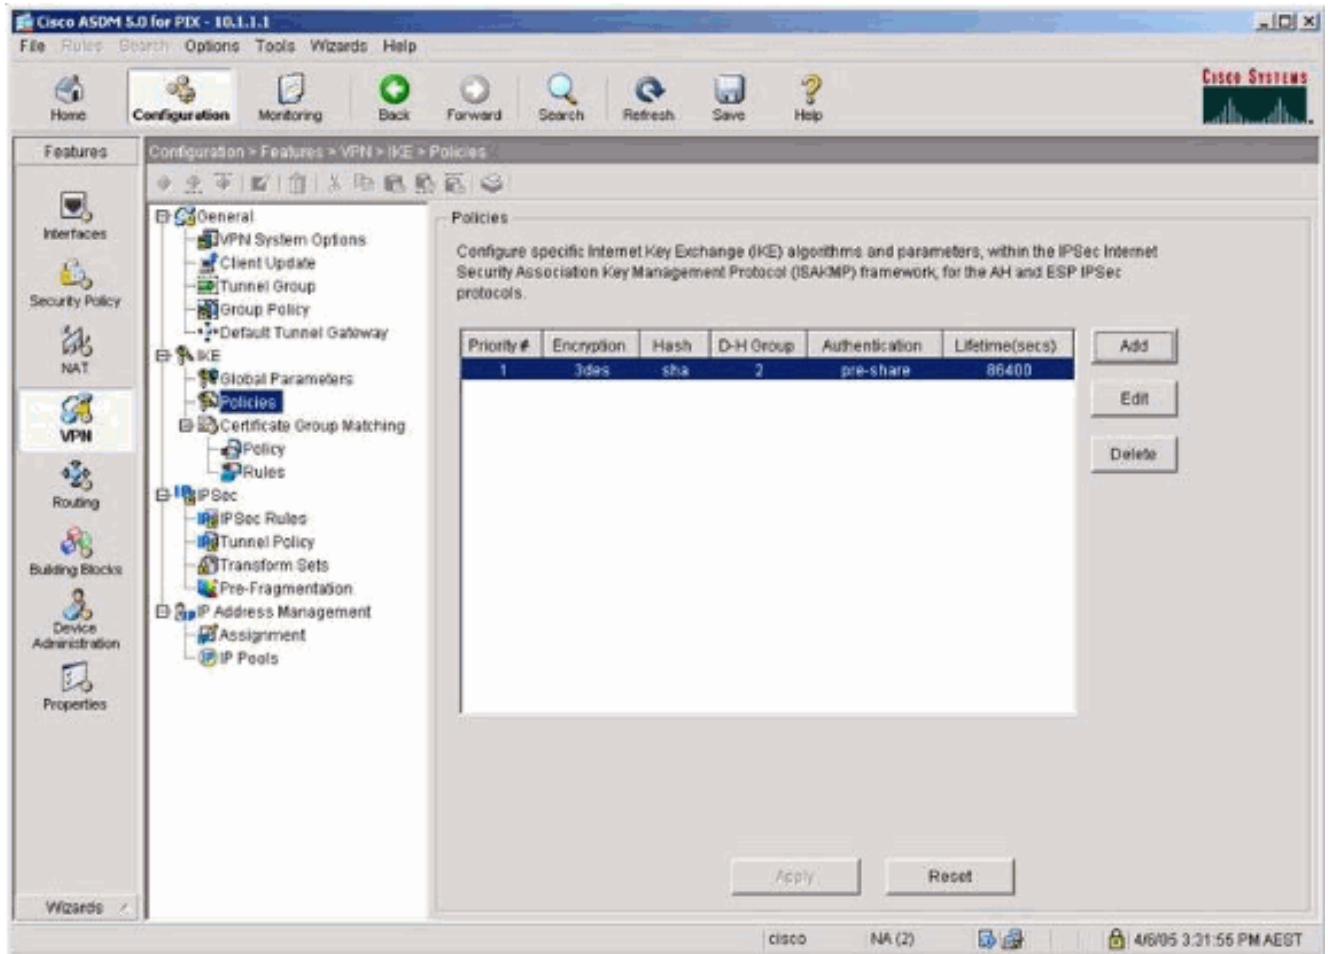 Cisco ASDM 5.0 for PIX - 10.1.1.1
File Rules Search Options Tools Wizards Help
Home Configuration Monitoring Back Forward Search Refresh Save Help
CISCO SYSTEMS
Features
Configuration > Features > VPN > IKE > Policies
Interfaces
Security Policy
NAT
VPN
Routing
Building Blocks
Device
Administration
Properties
Wizards
General
VPN System Options
Client Update
Tunnel Group
Group Policy
Default Tunnel Gateway
IKE
Global Parameters
Policies
Certificate Group Matching
Policy
Rules
IPSec
IPSec Rules
Tunnel Policy
Transform Sets
Pre-Fragmentation
IP Address Management
Assignment
IP Pools
Policies
Configure specific Internet Key Exchange (IKE) algorithms and parameters, within the IPSec Internet
Security Association Key Management Protocol (ISAKMP) framework, for the AH and ESP IPSec
protocols.
Priority # Encryption Hash D-H Group Authentication Lifetime(secs)
1 3des sha 2 pre-share 86400
Add
Edit
Delete
Apply Reset
cisco NA (2) 4/6/05 3:31:55 PM AEST